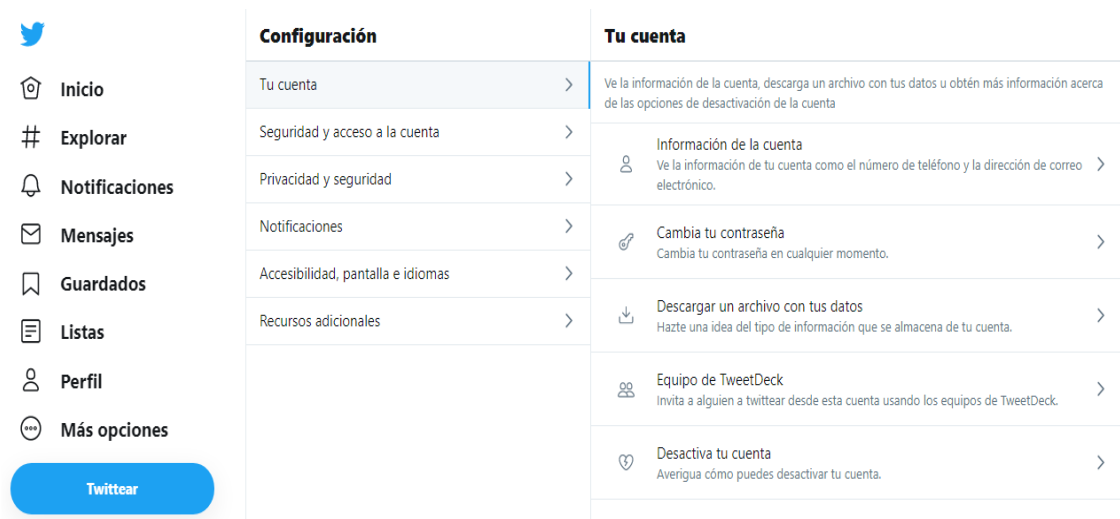 Inicio
Explorar
Notificaciones
Mensajes
Guardados
Listas
Perfil
Más opciones
Twittear
Configuración
Tu cuenta
Seguridad y acceso a la cuenta
Privacidad y seguridad
Notificaciones
Accesibilidad, pantalla e idiomas
Recursos adicionales
Tu cuenta
Ve la información de la cuenta, descarga un archivo con tus datos u obtén más información acerca
de las opciones de desactivación de la cuenta
Información de la cuenta
Ve la información de tu cuenta como el número de teléfono y la dirección de correo
electrónico.
Cambia tu contraseña
Cambia tu contraseña en cualquier momento.
Descargar un archivo con tus datos
Hazte una idea del tipo de información que se almacena de tu cuenta.
Equipo de TweetDeck
Invita a alguien a twittear desde esta cuenta usando los equipos de TweetDeck.
Desactiva tu cuenta
Averigua cómo puedes desactivar tu cuenta.